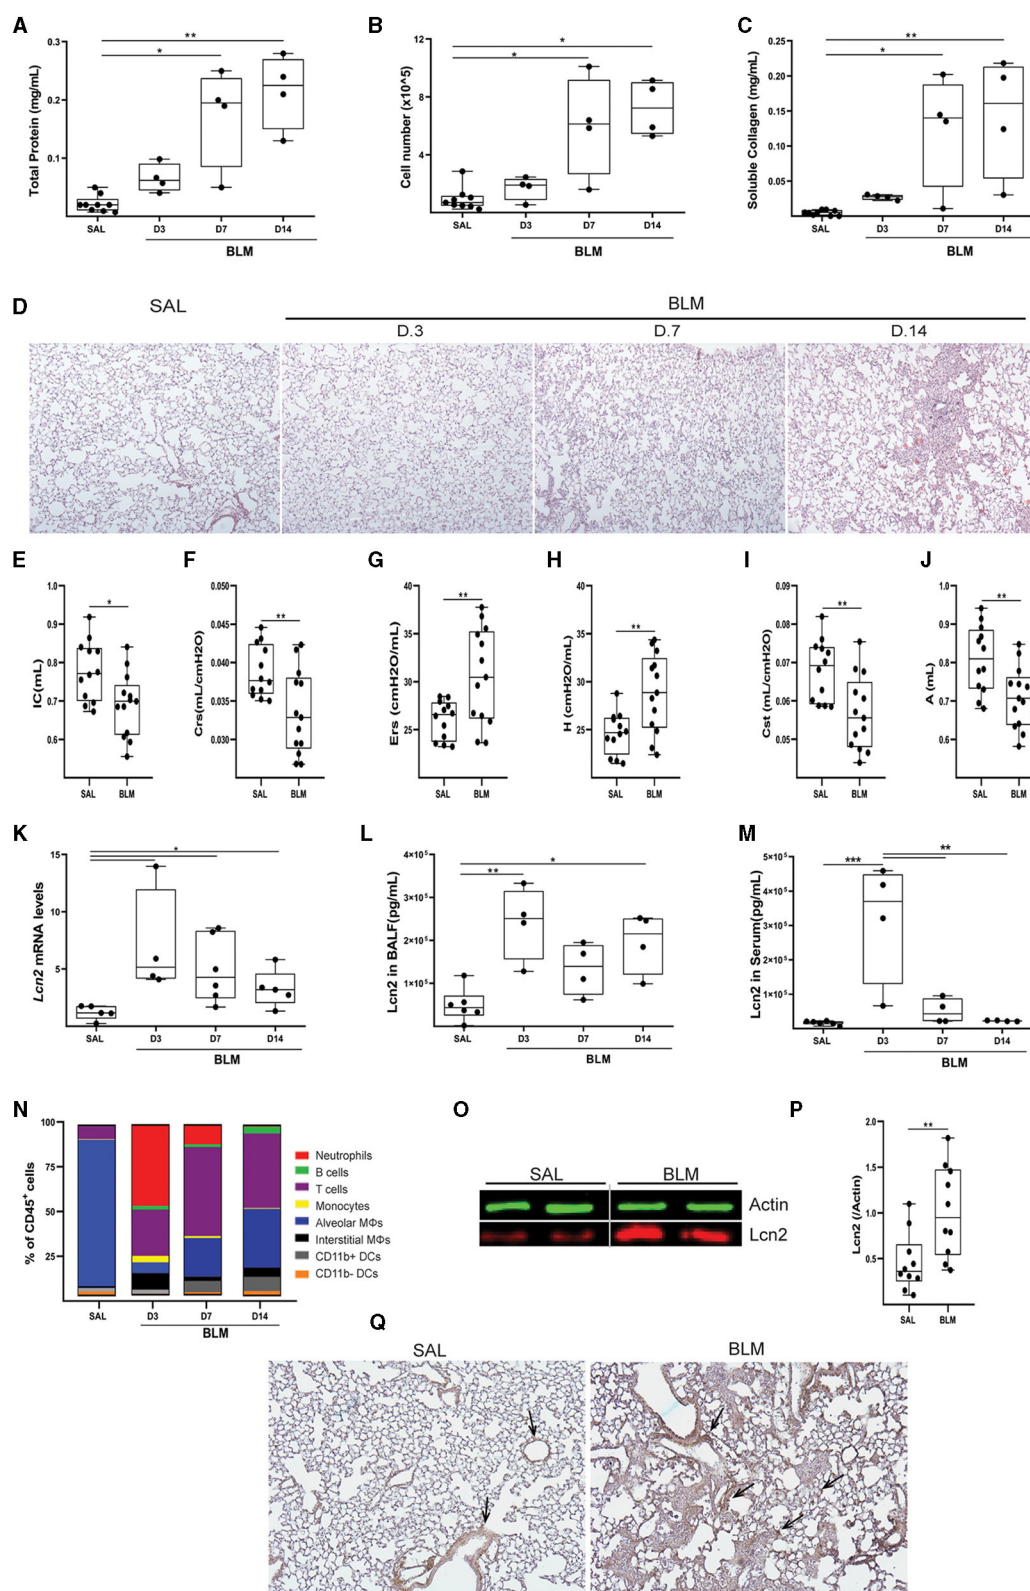 A
Total Protein (mg/mL)
0.3
0.2
0.1
**
*
SAL
D3
D7
D14
BLM
B
Cell number (x10^5)
12
8
4
*
*
SAL
D3
D7
D14
BLM
C
Soluble Collagen (mg/mL)
0.25
0.20
0.15
0.10
0.05
**
*
SAL
D3
D7
D14
BLM
D
SAL
BLM
D.3
D.7
D.14
E
IC(mL)
1.0
0.9
0.8
0.7
0.6
*
SAL
BLM
F
Crs(mL/cmH2O)
0.050
0.045
0.040
0.035
0.030
**
SAL
BLM
G
Ers (cmH2O/mL)
40
35
30
25
**
SAL
BLM
H
H (cmH2O/mL)
40
35
30
25
**
SAL
BLM
I
Cst (mL/cmH2O)
0.09
0.08
0.07
0.06
0.05
**
SAL
BLM
J
A (mL)
1.0
0.9
0.8
0.7
0.6
**
SAL
BLM
K
Lcn2 mRNA levels
15
10
5
*
SAL
D3
D7
D14
BLM
L
Lcn2 in BALF(pg/mL)
4×10⁵
3×10⁵
2×10⁵
1×10⁵
**
*
SAL
D3
D7
D14
BLM
M
Lcn2 in Serum(pg/mL)
5×10⁵
4×10⁵
3×10⁵
2×10⁵
1×10⁵
***
**
SAL
D3
D7
D14
BLM
N
% of CD45⁺ cells
100
75
50
25
SAL
D3
D7
D14
BLM
Neutrophils
B cells
T cells
Monocytes
Alveolar MΦs
Interstitial MΦs
CD11b+ DCs
CD11b- DCs
O
SAL
BLM
Actin
Lcn2
P
Lcn2 (/Actin)
2.0
1.5
1.0
0.5
**
SAL
BLM
Q
SAL
BLM